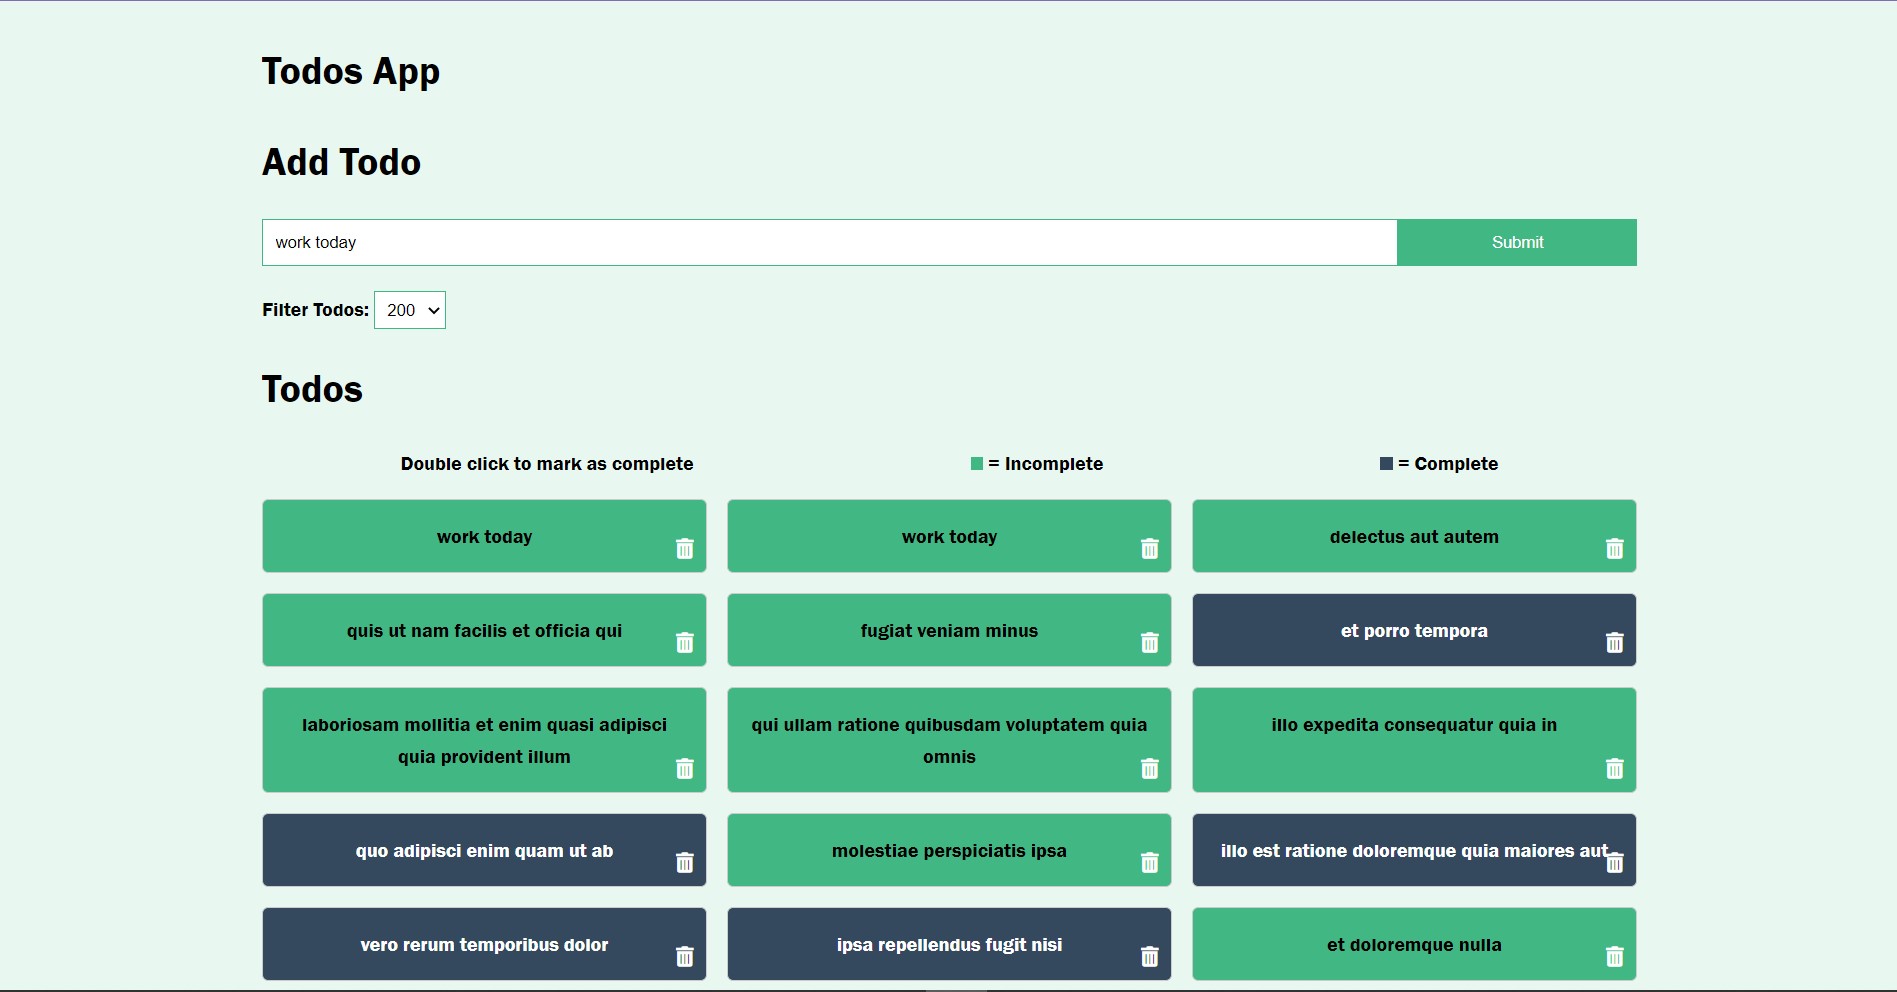 Todos App
Add Todo
work today
Submit
Filter Todos: 200
Todos
Double click to mark as complete
= Incomplete
= Complete
work today
work today
delectus aut autem
quis ut nam facilis et officia qui
fugiat veniam minus
et porro tempora
laboriosam mollitia et enim quasi adipisci
quia provident illum
qui ullam ratione quibusdam voluptatem quia
omnis
illo expedita consequatur quia in
quo adipisci enim quam ut ab
molestiae perspiciatis ipsa
illo est ratione doloremque quia maiores aut
vero rerum temporibus dolor
ipsa repellendus fugit nisi
et doloremque nulla